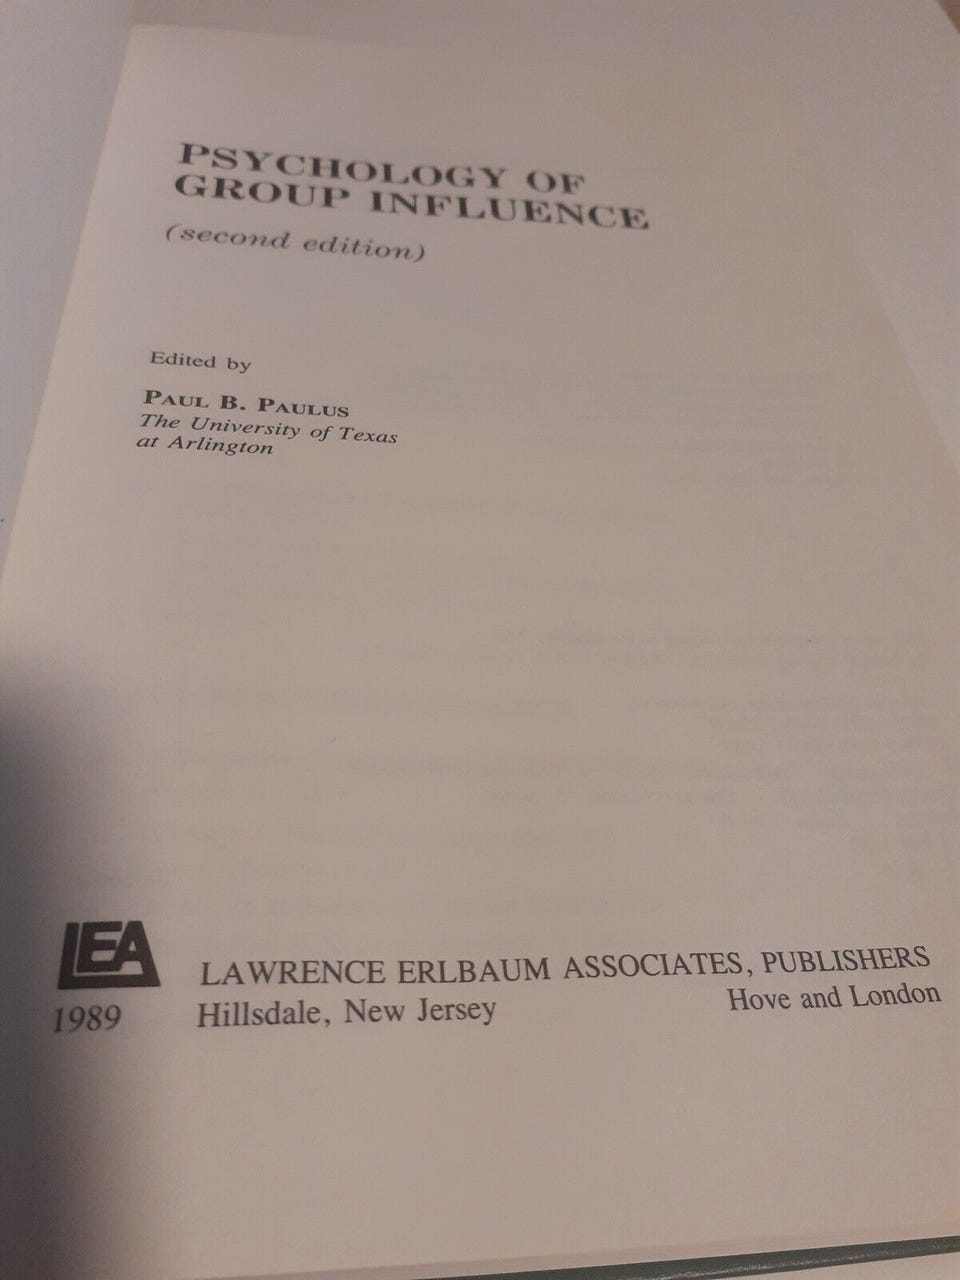 PSYCHOLOGY OF
GROUP INFLUENCE
(second edition)
Edited by
PAUL B. PAULUS
The University of Texas
at Arlington
LEA
1989
LAWRENCE ERLBAUM ASSOCIATES, PUBLISHERS
Hillsdale, New Jersey Hove and London